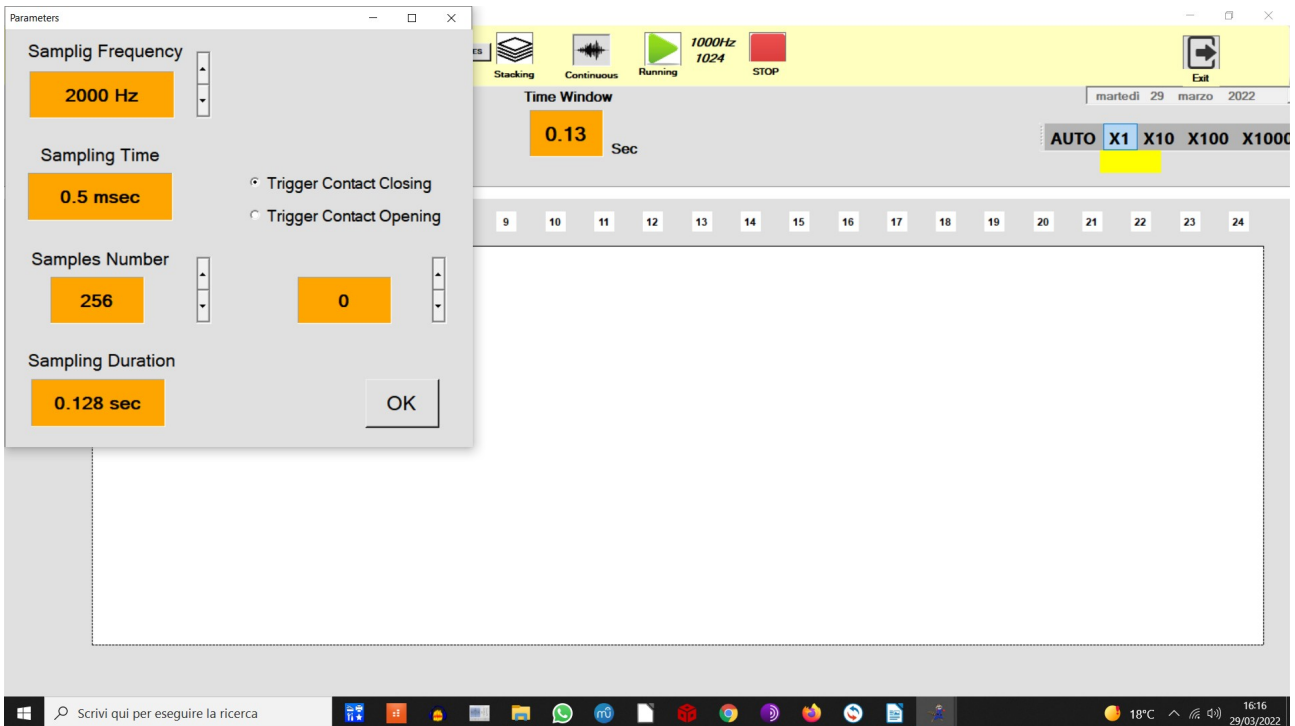 Parameters
Samplig Frequency
2000 Hz
Sampling Time
0.5 msec
Trigger Contact Closing
Trigger Contact Opening
Samples Number
256
0
Sampling Duration
0.128 sec
OK
ES
Stacking
Continuous
Running
1000Hz
1024
STOP
Exit
Time Window
0.13
Sec
martedì 29 marzo 2022
AUTO X1 X10 X100 X1000
9 10 11 12 13 14 15 16 17 18 19 20 21 22 23 24
Scrivi qui per eseguire la ricerca
mû
18°C
16:16
29/03/2022